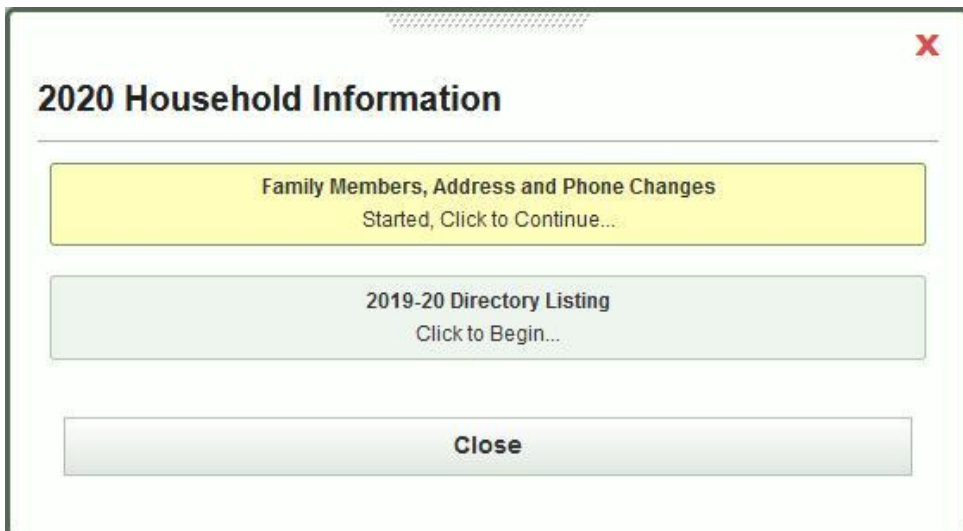 X
2020 Household Information
Family Members, Address and Phone Changes
Started, Click to Continue...
2019-20 Directory Listing
Click to Begin...
Close